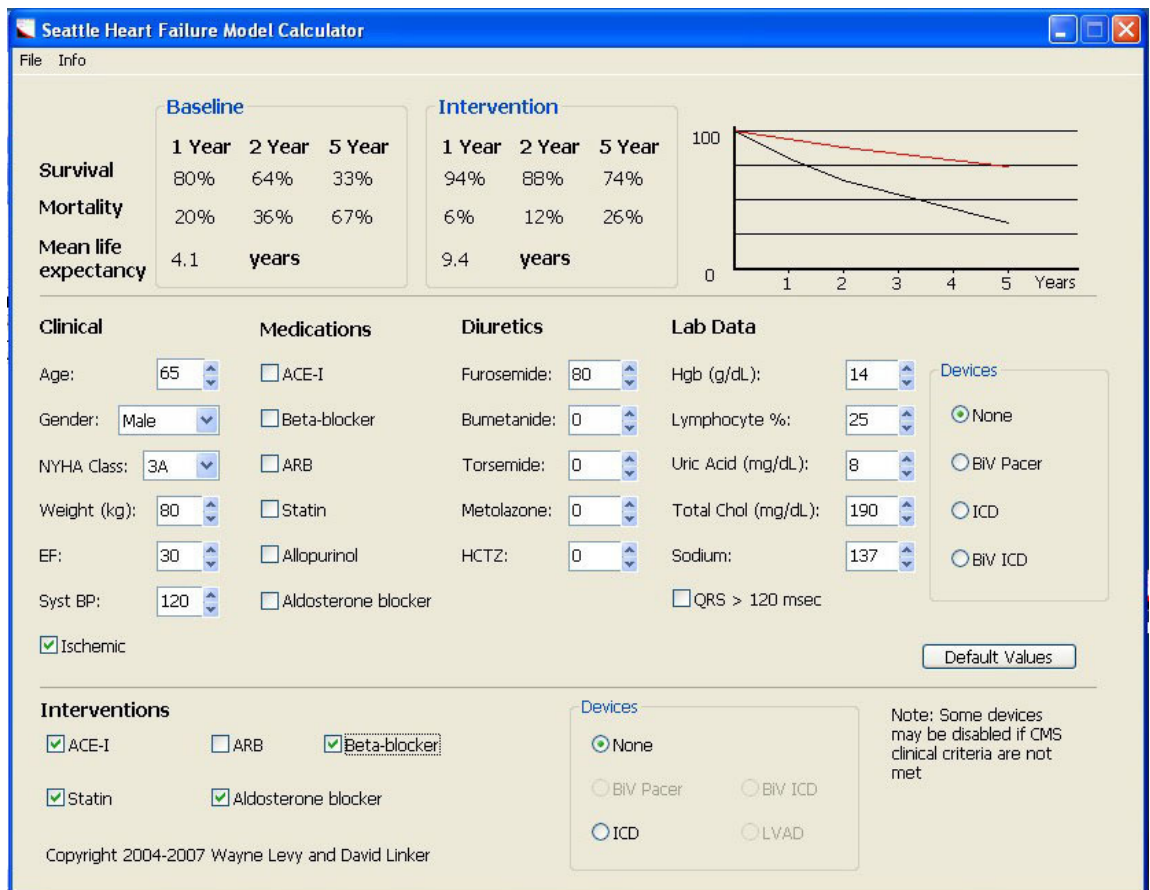 Seattle Heart Failure Model Calculator
File Info
Baseline
Intervention
1 Year 2 Year 5 Year
1 Year 2 Year 5 Year
Survival
80% 64% 33%
94% 88% 74%
Mortality
20% 36% 67%
6% 12% 26%
Mean life
expectancy
4.1 years
9.4 years
100
0
1 2 3 4 5 Years
Clinical
Age: 65
Gender: Male
NYHA Class: 3A
Weight (kg): 80
EF: 30
Syst BP: 120
Ischemic
Medications
ACE-I
Beta-blocker
ARB
Statin
Allopurinol
Aldosterone blocker
Diuretics
Furosemide: 80
Bumetanide: 0
Torsemide: 0
Metolazone: 0
HCTZ: 0
Lab Data
Hgb (g/dL): 14
Lymphocyte %: 25
Uric Acid (mg/dL): 8
Total Chol (mg/dL): 190
Sodium: 137
QRS > 120 msec
Devices
None
BiV Pacer
ICD
BiV ICD
Default Values
Interventions
ACE-I ARB Beta-blocker
Statin Aldosterone blocker
Copyright 2004-2007 Wayne Levy and David Linker
Devices
None
BiV Pacer BiV ICD
ICD LVAD
Note: Some devices
may be disabled if CMS
clinical criteria are not
met